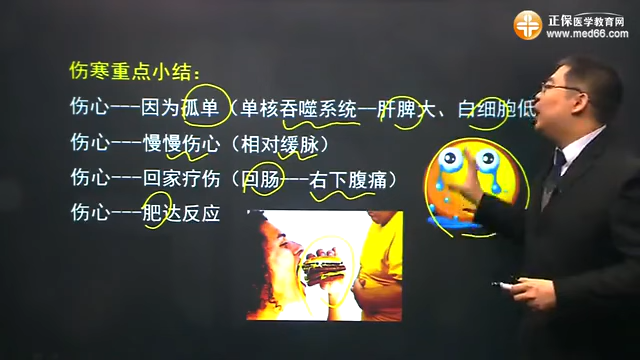 正保医学教育网
www.med66.com
伤寒重点小结：
伤心---因为孤单（单核吞噬系统—肝脾大、白细胞低
伤心---慢慢伤心（相对缓脉）
伤心---回家疗伤（回肠---右下腹痛）
伤心---肥达反应